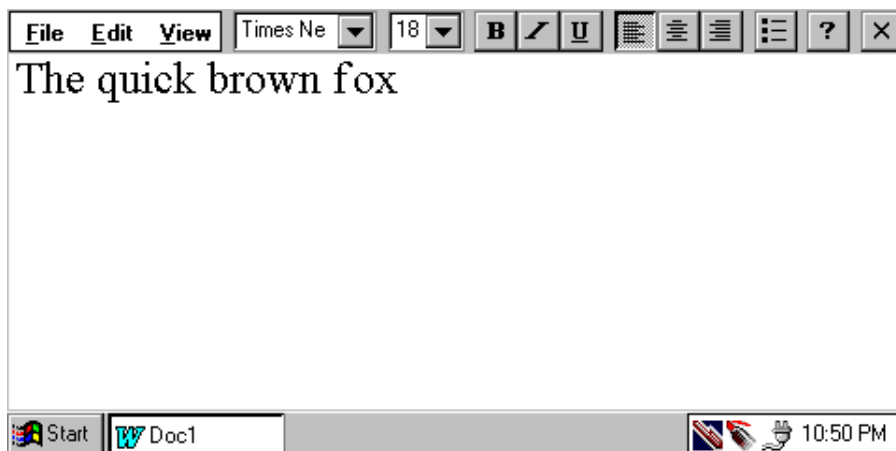 File Edit View Times Ne 18 B I U ? ×
The quick brown fox
Start W Doc1 10:50 PM